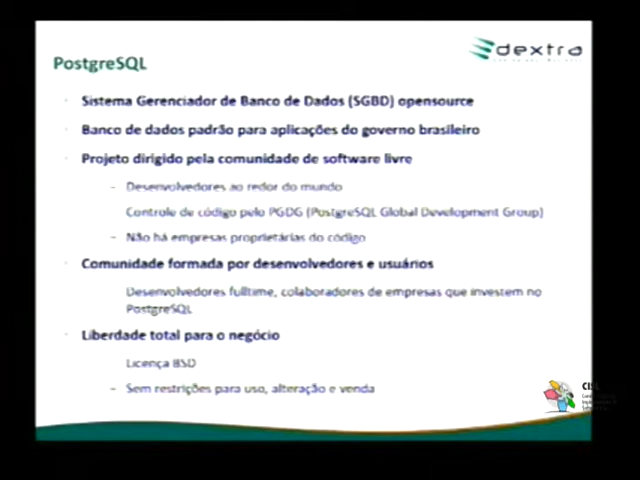 dextra
PostgreSQL
Sistema Gerenciador de Banco de Dados (SGBD) opensource
Banco de dados padrão para aplicações do governo brasileiro
Projeto dirigido pela comunidade de software livre
- Desenvolvedores ao redor do mundo
Controle de código pelo PGDG (PostgreSQL Global Development Group)
- Não há empresas proprietárias do código
Comunidade formada por desenvolvedores e usuários
Desenvolvedores fulltime, colaboradores de empresas que investem no
PostgreSQL
Liberdade total para o negócio
Licença BSD
- Sem restrições para uso, alteração e venda
CISL